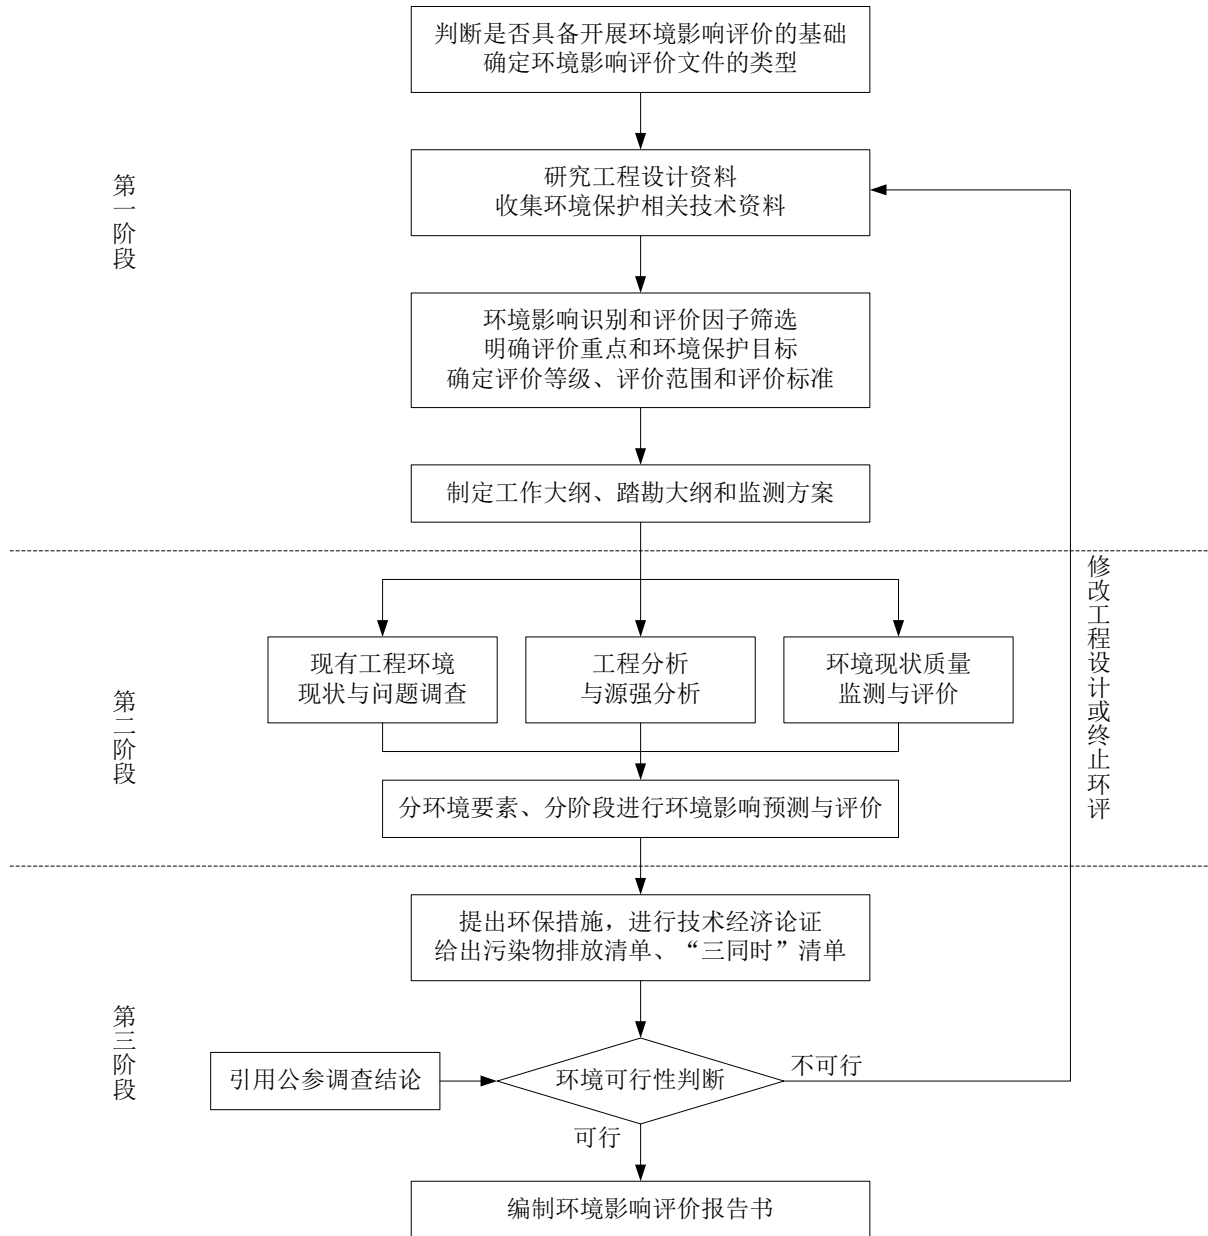 判断是否具备开展环境影响评价的基础
确定环境影响评价文件的类型
第一阶段
研究工程设计资料
收集环境保护相关技术资料
环境影响识别和评价因子筛选
明确评价重点和环境保护目标
确定评价等级、评价范围和评价标准
制定工作大纲、踏勘大纲和监测方案
修改工程设计或终止环评
第二阶段
现有工程环境
现状与问题调查
工程分析
与源强分析
环境现状质量
监测与评价
分环境要素、分阶段进行环境影响预测与评价
第三阶段
提出环保措施，进行技术经济论证
给出污染物排放清单、“三同时”清单
引用公参调查结论
环境可行性判断
不可行
可行
编制环境影响评价报告书